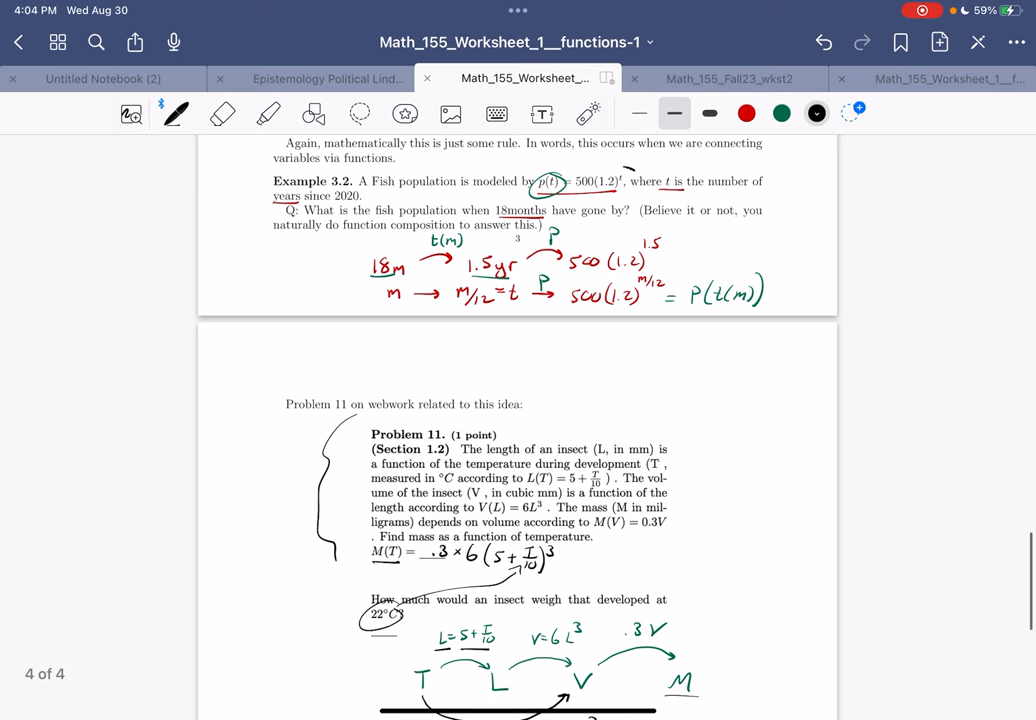 4:04 PM Wed Aug 30
59%
Math_155_Worksheet_1__functions-1
Untitled Notebook (2)
Epistemology Political Lind...
Math_155_Worksheet_...
Math_155_Fall23_wkst2
Math_155_Worksheet_1__f...
Again, mathematically this is just some rule. In words, this occurs when we are connecting
variables via functions.
Example 3.2. A Fish population is modeled by p(t) = 500(1.2)^t, where t is the number of
years since 2020.
Q: What is the fish population when 18months have gone by? (Believe it or not, you
naturally do function composition to answer this.)
3
t(m) P
18m → 1.5yr → 500(1.2)^1.5
m → m/12 = t P → 500(1.2)^m/12 = P(t(m))
Problem 11 on webwork related to this idea:
Problem 11. (1 point)
(Section 1.2) The length of an insect (L, in mm) is
a function of the temperature during development (T ,
measured in °C according to L(T) = 5 + T/10 ) . The vol-
ume of the insect (V , in cubic mm) is a function of the
length according to V(L) = 6L³ . The mass (M in mil-
ligrams) depends on volume according to M(V) = 0.3V
. Find mass as a function of temperature.
M(T) = .3 × 6(5 + T/10)³
How much would an insect weigh that developed at
22°C?
L = 5 + T/10 V = 6L³ .3V
T L V M
4 of 4